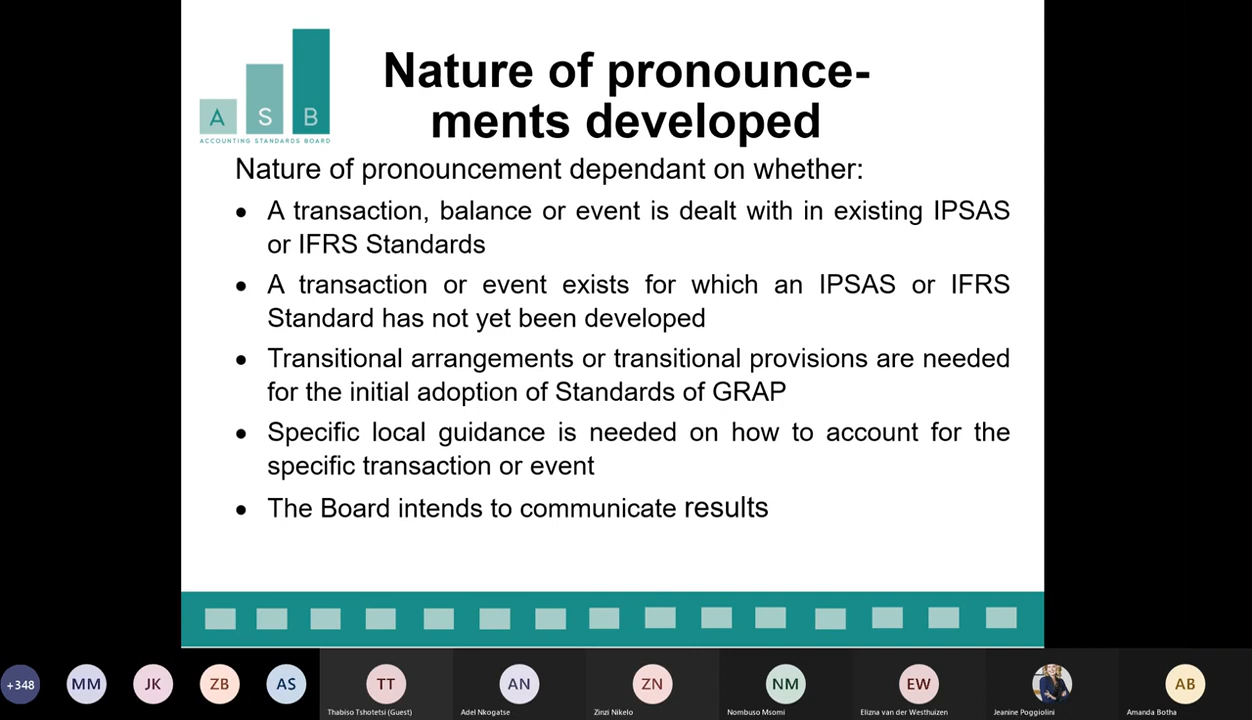 A S B
ACCOUNTING STANDARDS BOARD
Nature of pronounce-
ments developed
Nature of pronouncement dependant on whether:
• A transaction, balance or event is dealt with in existing IPSAS
or IFRS Standards
• A transaction or event exists for which an IPSAS or IFRS
Standard has not yet been developed
• Transitional arrangements or transitional provisions are needed
for the initial adoption of Standards of GRAP
• Specific local guidance is needed on how to account for the
specific transaction or event
• The Board intends to communicate results
+348 MM JK ZB AS TT AN ZN NM EW AB
Thabiso Tshotetsi (Guest) Adel Nkogatse Zinzi Nikelo Nombuso Msomi Elizna van der Westhuizen Jeanine Poggiolini Amanda Botha